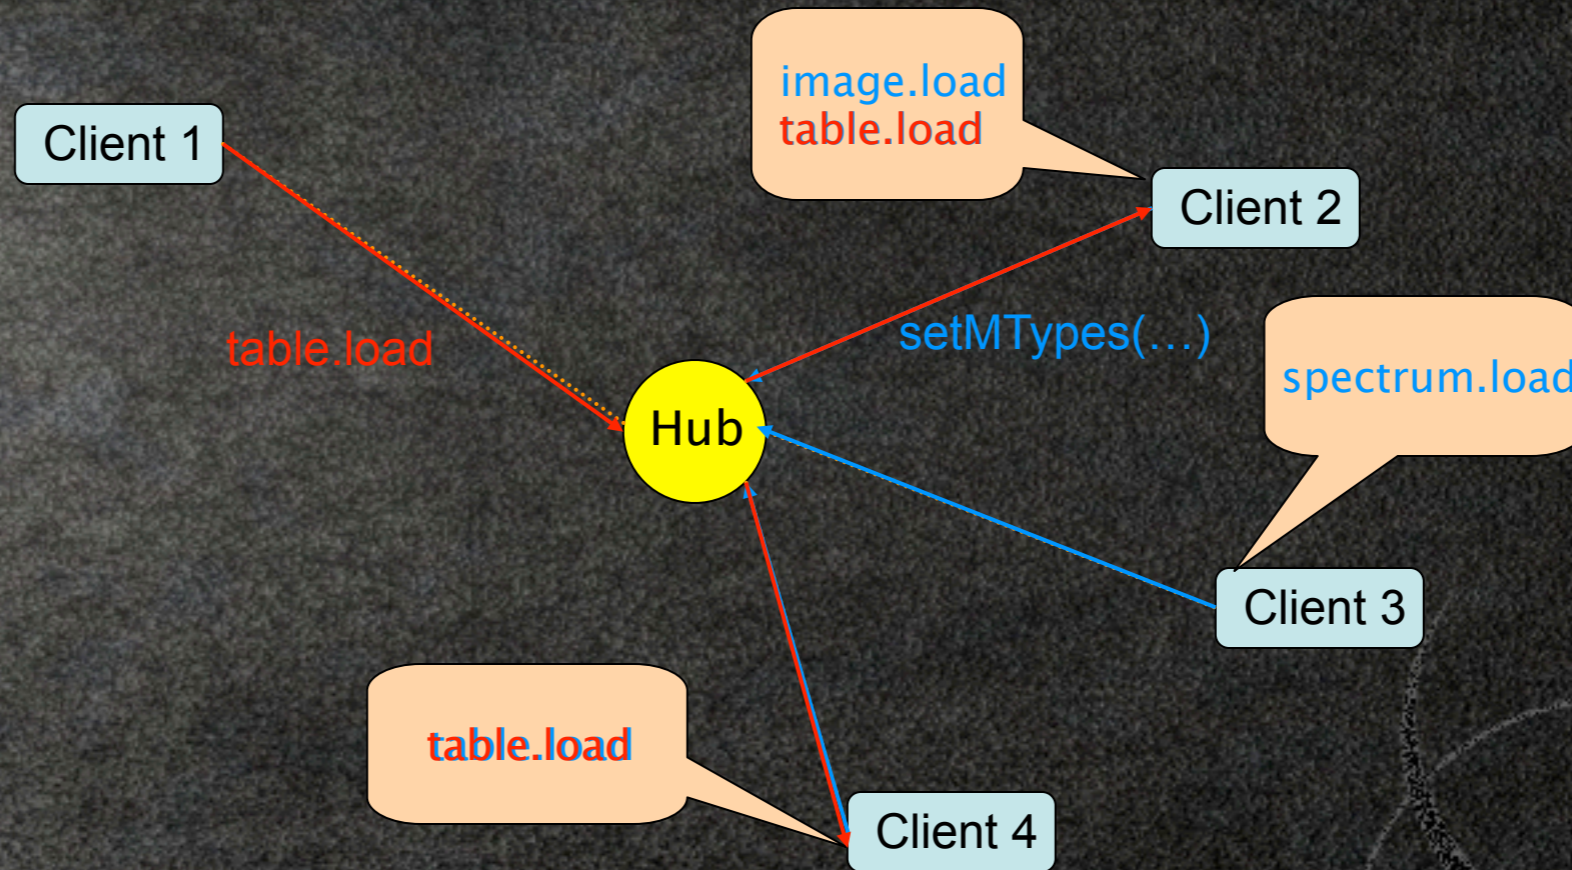 image.load
table.load
Client 1
Client 2
table.load
setMTypes(…)
spectrum.load
Hub
Client 3
table.load
Client 4